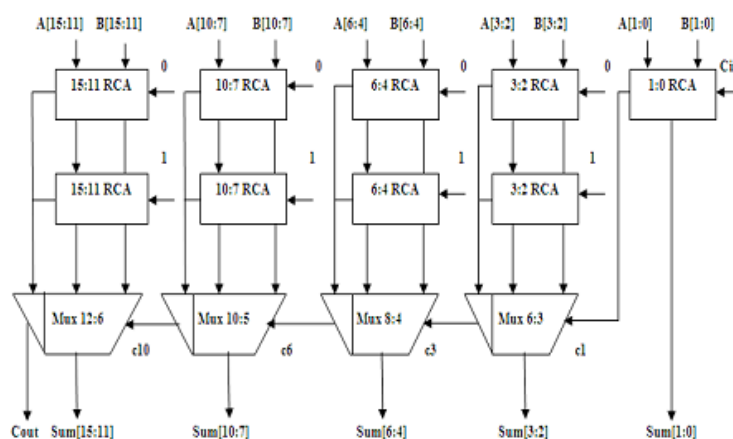 A[15:11] B[15:11] A[10:7] B[10:7] A[6:4] B[6:4] A[3:2] B[3:2] A[1:0] B[1:0]
0 0 0 0 Ci
15:11 RCA 10:7 RCA 6:4 RCA 3:2 RCA 1:0 RCA
1 1 1 1
15:11 RCA 10:7 RCA 6:4 RCA 3:2 RCA
Mux 12:6 Mux 10:5 Mux 8:4 Mux 6:3
c10 c6 c3 c1
Cout Sum[15:11] Sum[10:7] Sum[6:4] Sum[3:2] Sum[1:0]